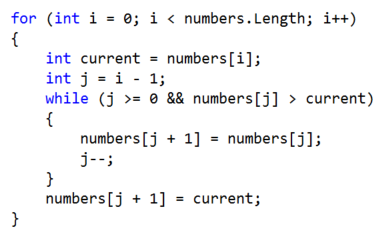 for (int i = 0; i < numbers.Length; i++)
{
    int current = numbers[i];
    int j = i - 1;
    while (j >= 0 && numbers[j] > current)
    {
        numbers[j + 1] = numbers[j];
        j--;
    }
    numbers[j + 1] = current;
}